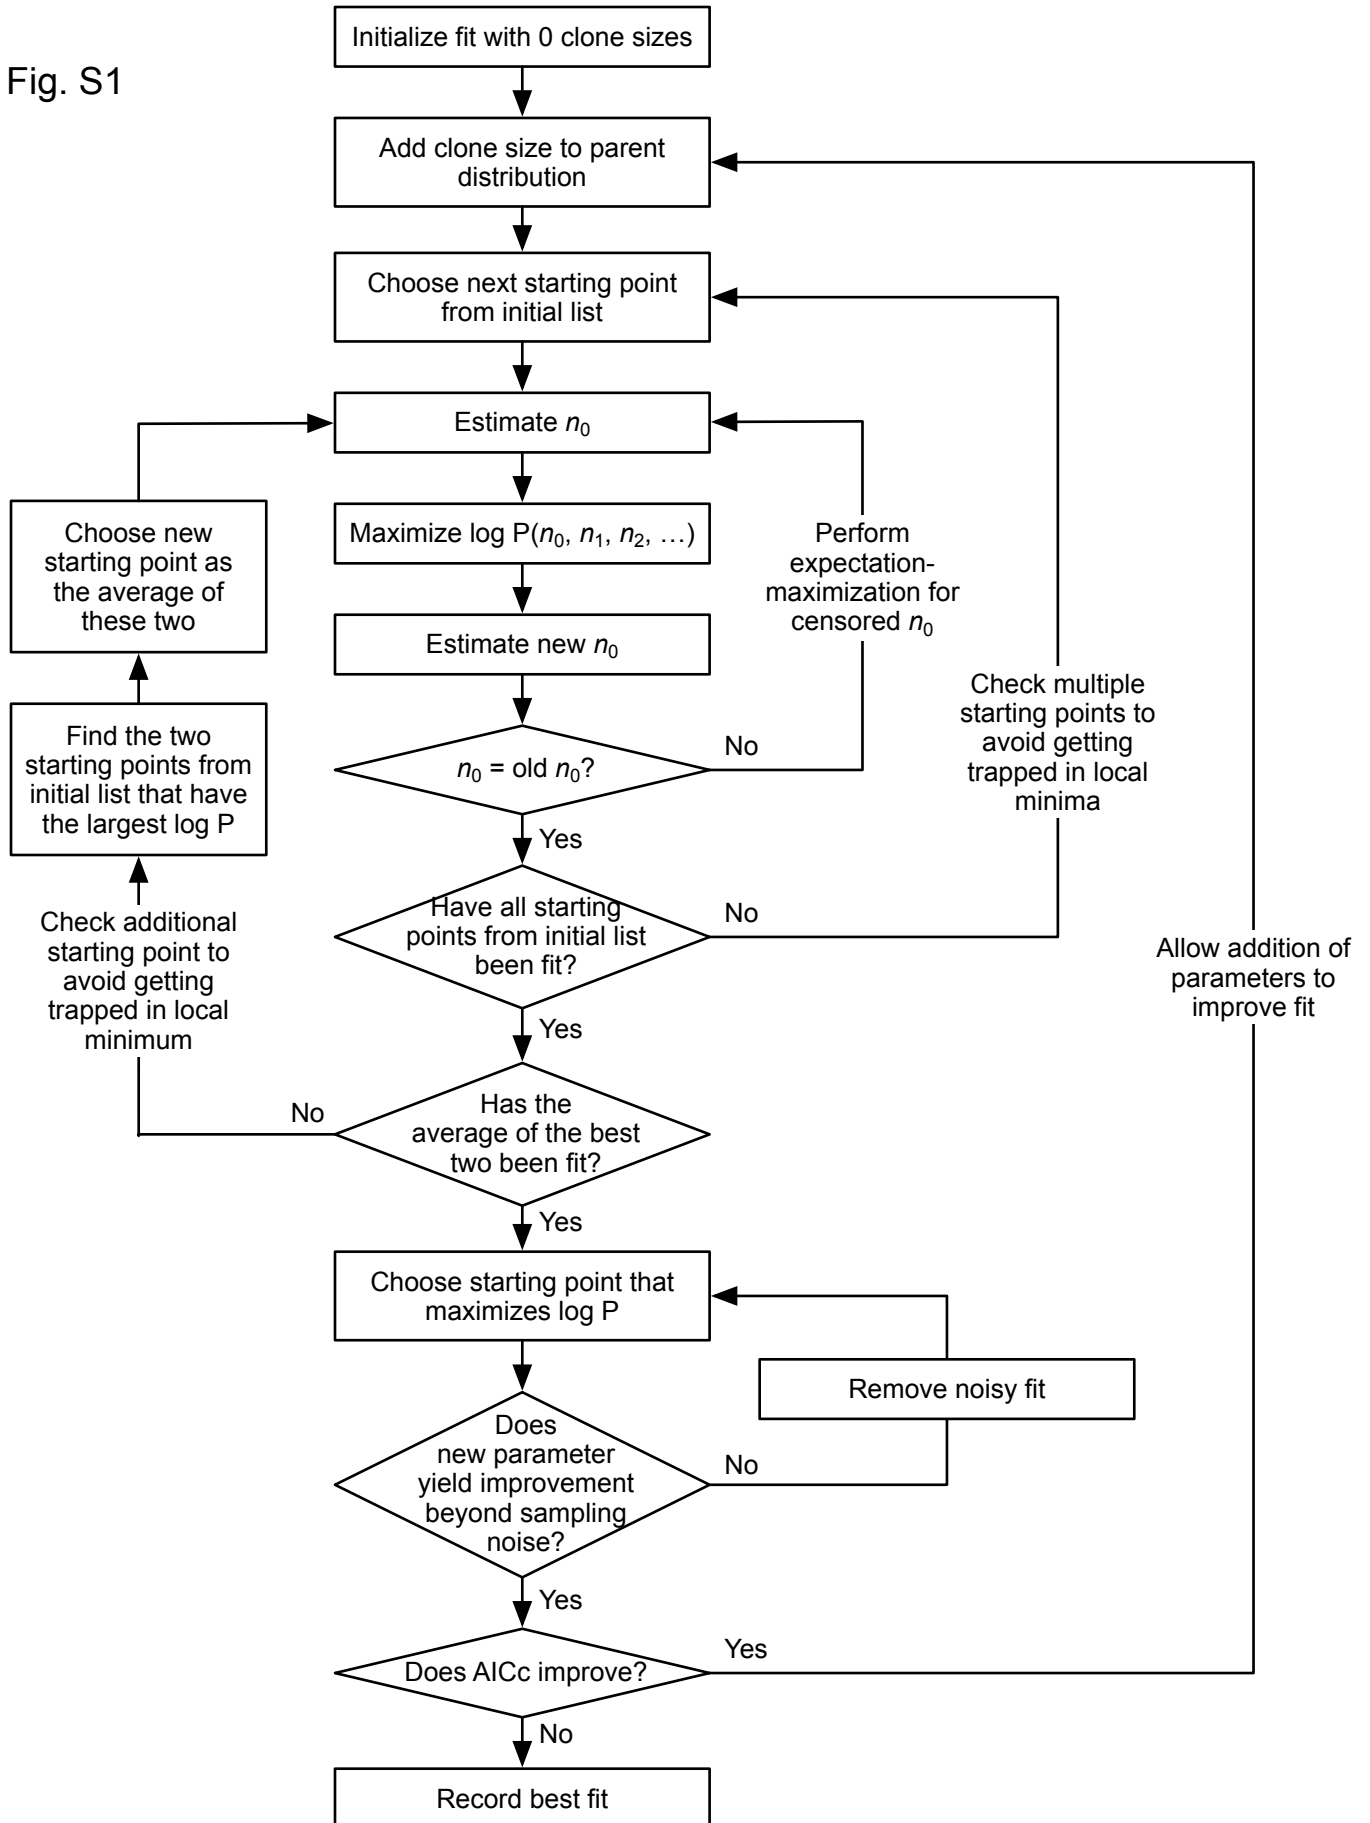 Fig. S1
Initialize fit with 0 clone sizes
Add clone size to parent
distribution
Choose next starting point
from initial list
Estimate n0
Maximize log P(n0, n1, n2, …)
Estimate new n0
n0 = old n0?
No
Perform
expectation-
maximization for
censored n0
Yes
Have all starting
points from initial list
been fit?
No
Check multiple
starting points to
avoid getting
trapped in local
minima
Yes
Has the
average of the best
two been fit?
No
Check additional
starting point to
avoid getting
trapped in local
minimum
Find the two
starting points from
initial list that have
the largest log P
Choose new
starting point as
the average of
these two
Yes
Choose starting point that
maximizes log P
Does
new parameter
yield improvement
beyond sampling
noise?
No
Remove noisy fit
Yes
Does AICc improve?
Yes
Allow addition of
parameters to
improve fit
No
Record best fit